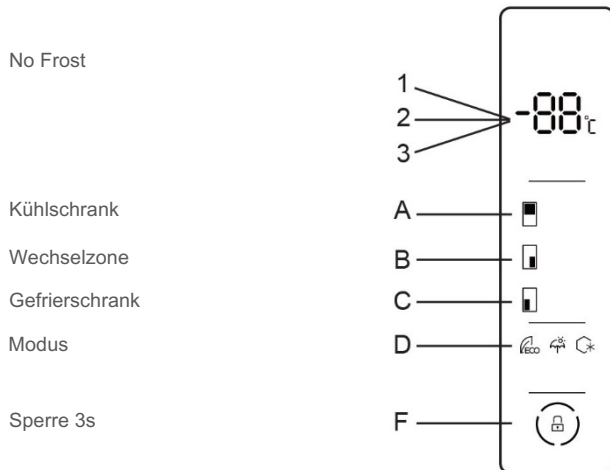 No Frost
1
2
3
-88°C
Kühlschrank A
Wechselzone B
Gefrierschrank C
Modus D ECO
Sperre 3s F